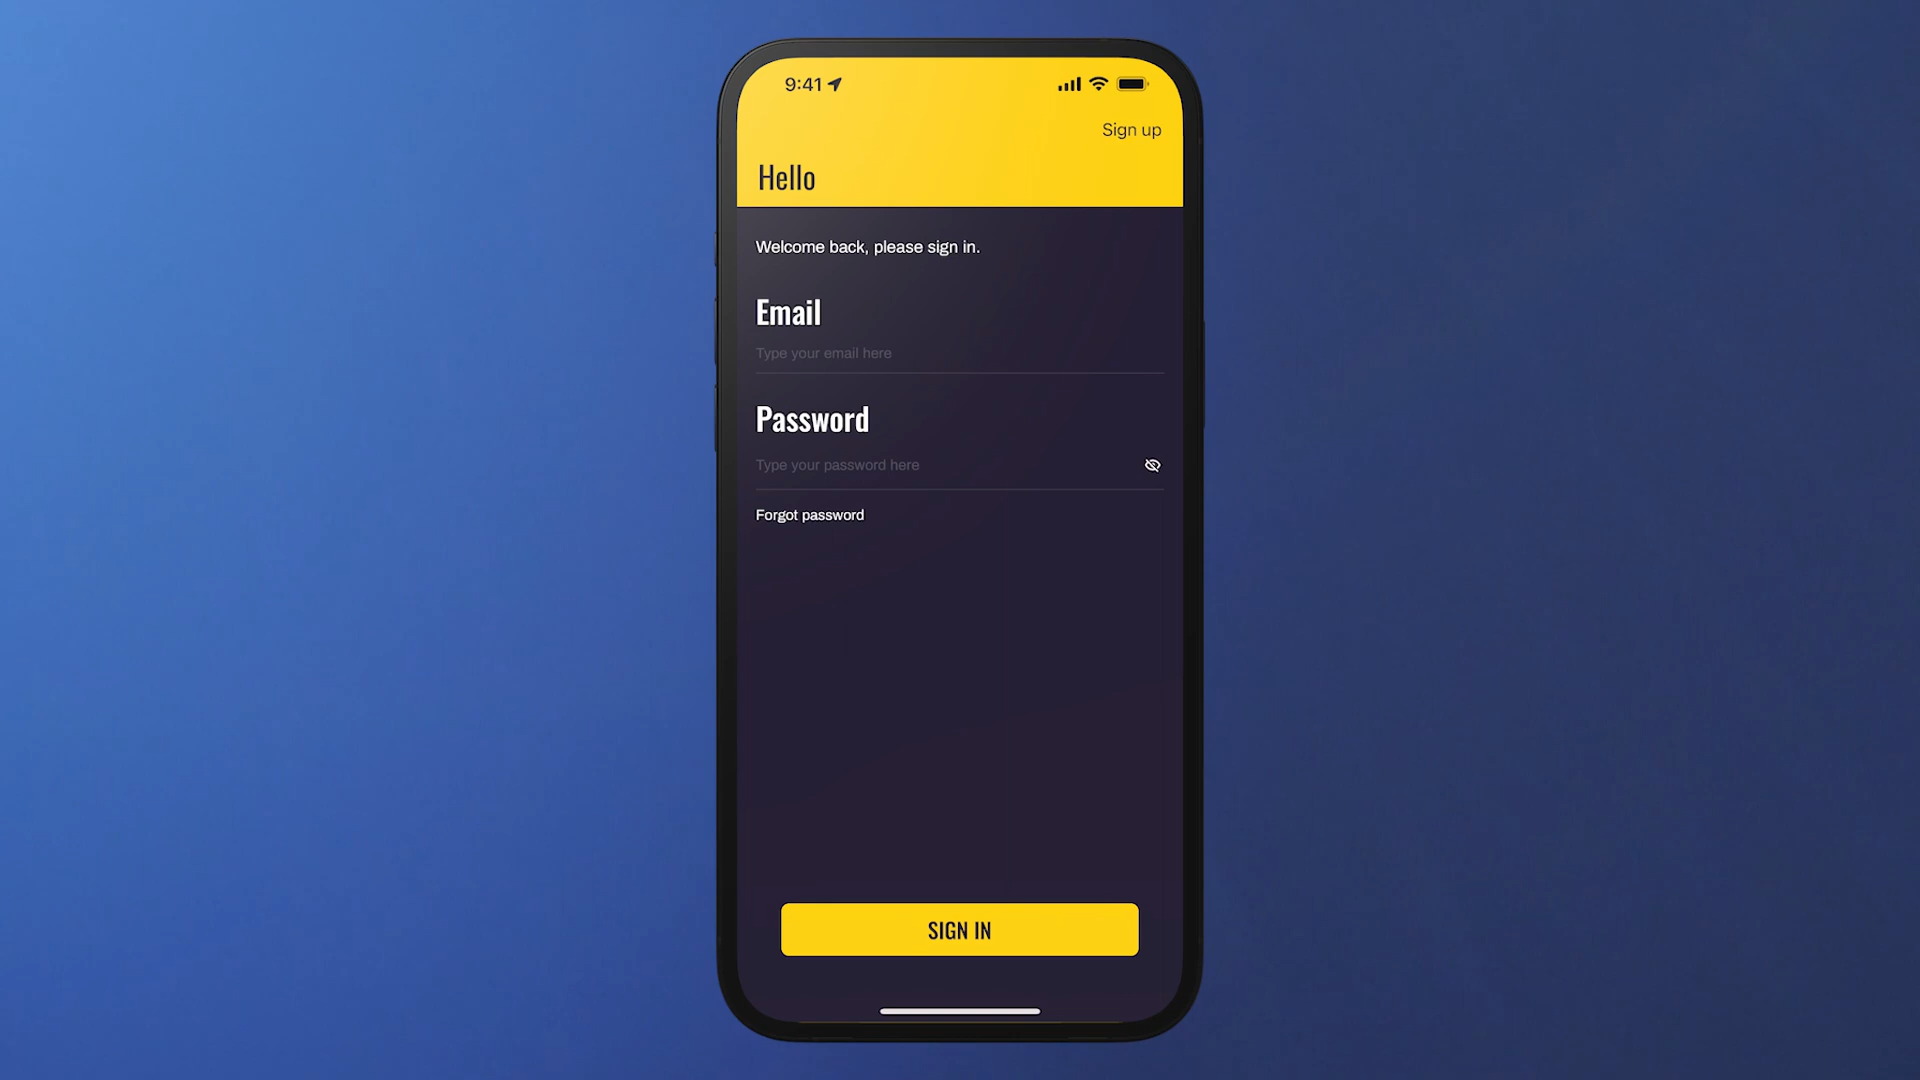 9:41
Sign up
Hello
Welcome back, please sign in.
Email
Type your email here
Password
Type your password here
Forgot password
SIGN IN